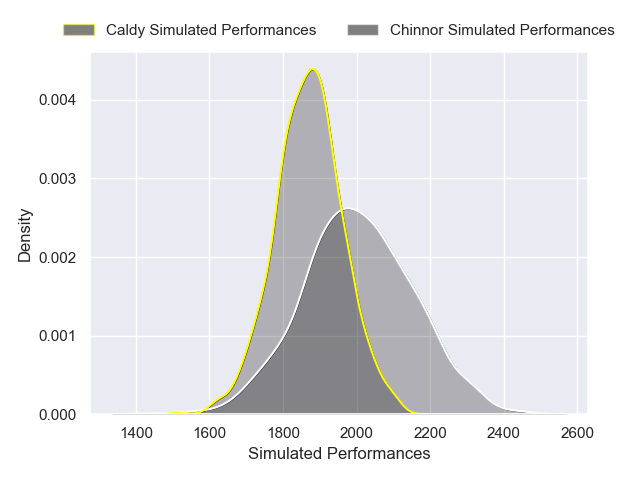 Caldy Simulated Performances Chinnor Simulated Performances
0.004
0.003
0.002
0.001
0.000
Density
1400 1600 1800 2000 2200 2400 2600
Simulated Performances